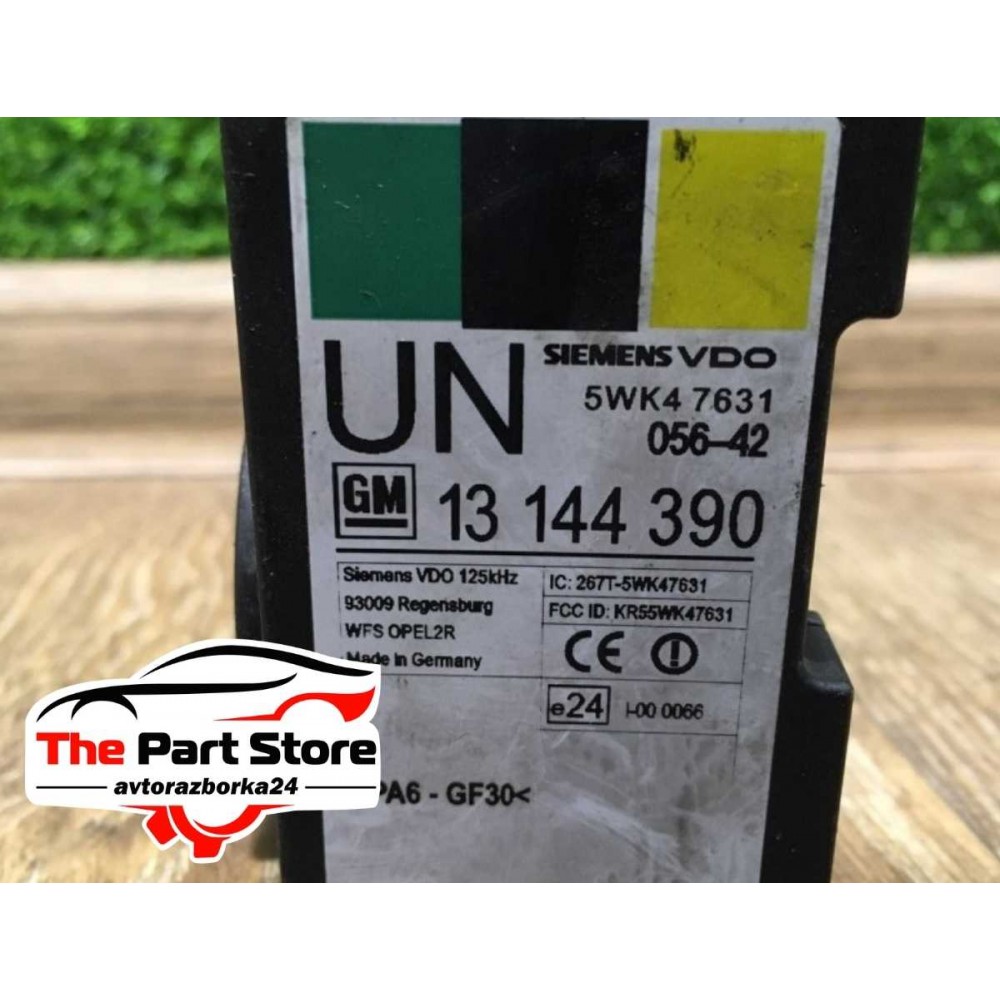 UN
SIEMENS VDO
5WK4 7631
056-42
GM
13 144 390
Siemens VDO 125kHz
93009 Regensburg
WFS OPEL2R
Made in Germany
IC: 267T-5WK47631
FCC ID: KR55WK47631
CE
e24
I-00 0066
The Part Store
avtorazborka24
PA6 - GF30<